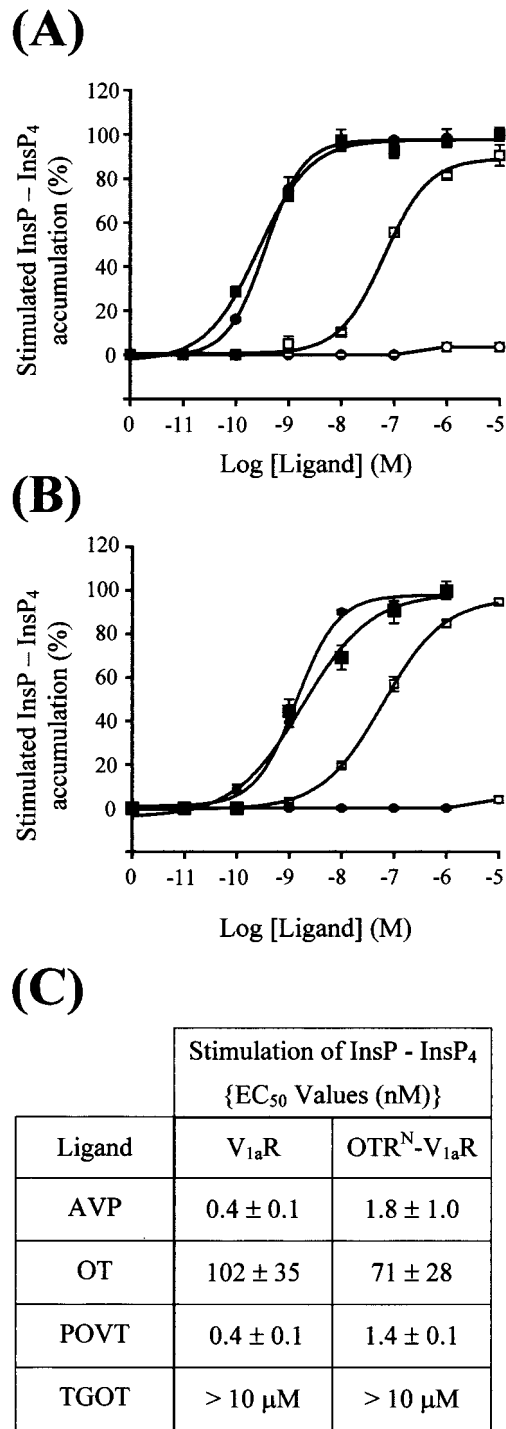 (A)
120
100
80
60
40
20
0
Stimulated InsP – InsP4
accumulation (%)
0 -11 -10 -9 -8 -7 -6 -5
Log [Ligand] (M)
(B)
120
100
80
60
40
20
0
Stimulated InsP – InsP4
accumulation (%)
0 -11 -10 -9 -8 -7 -6 -5
Log [Ligand] (M)
(C)
Stimulation of InsP - InsP4
{EC50 Values (nM)}
Ligand V1aR OTR^N-V1aR
AVP 0.4 ± 0.1 1.8 ± 1.0
OT 102 ± 35 71 ± 28
POVT 0.4 ± 0.1 1.4 ± 0.1
TGOT > 10 μM > 10 μM